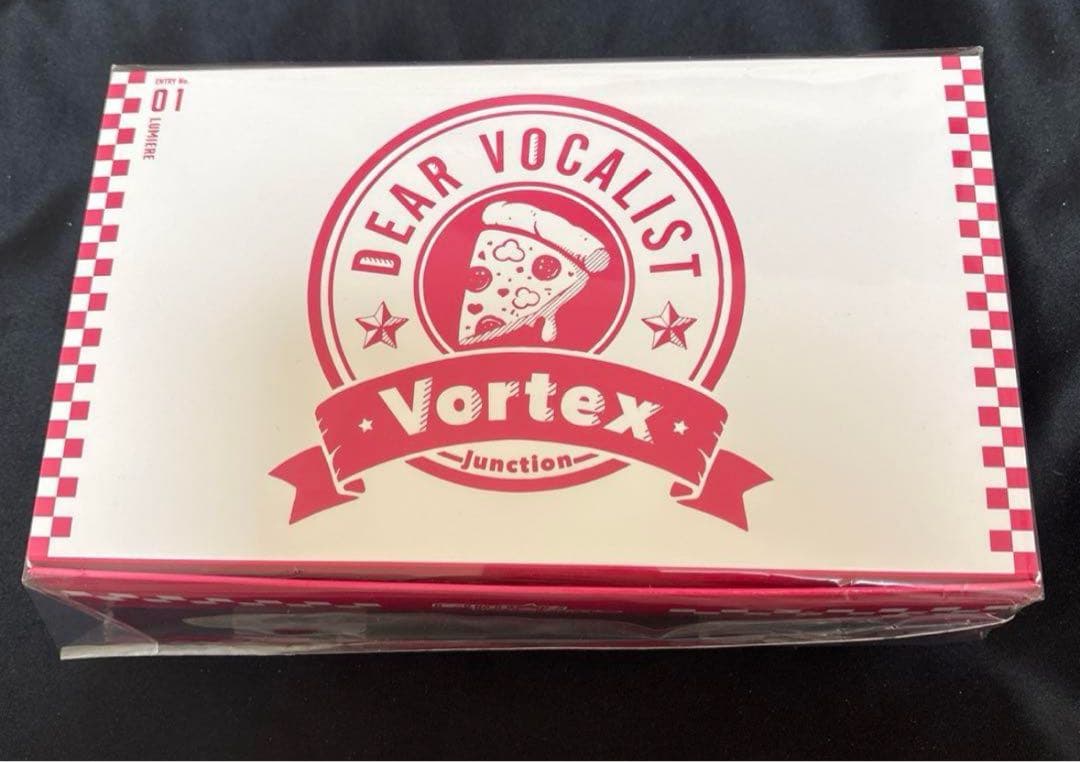 ENTRY No.
01
LUMIERE
DEAR VOCALIST
Vortex
Junction